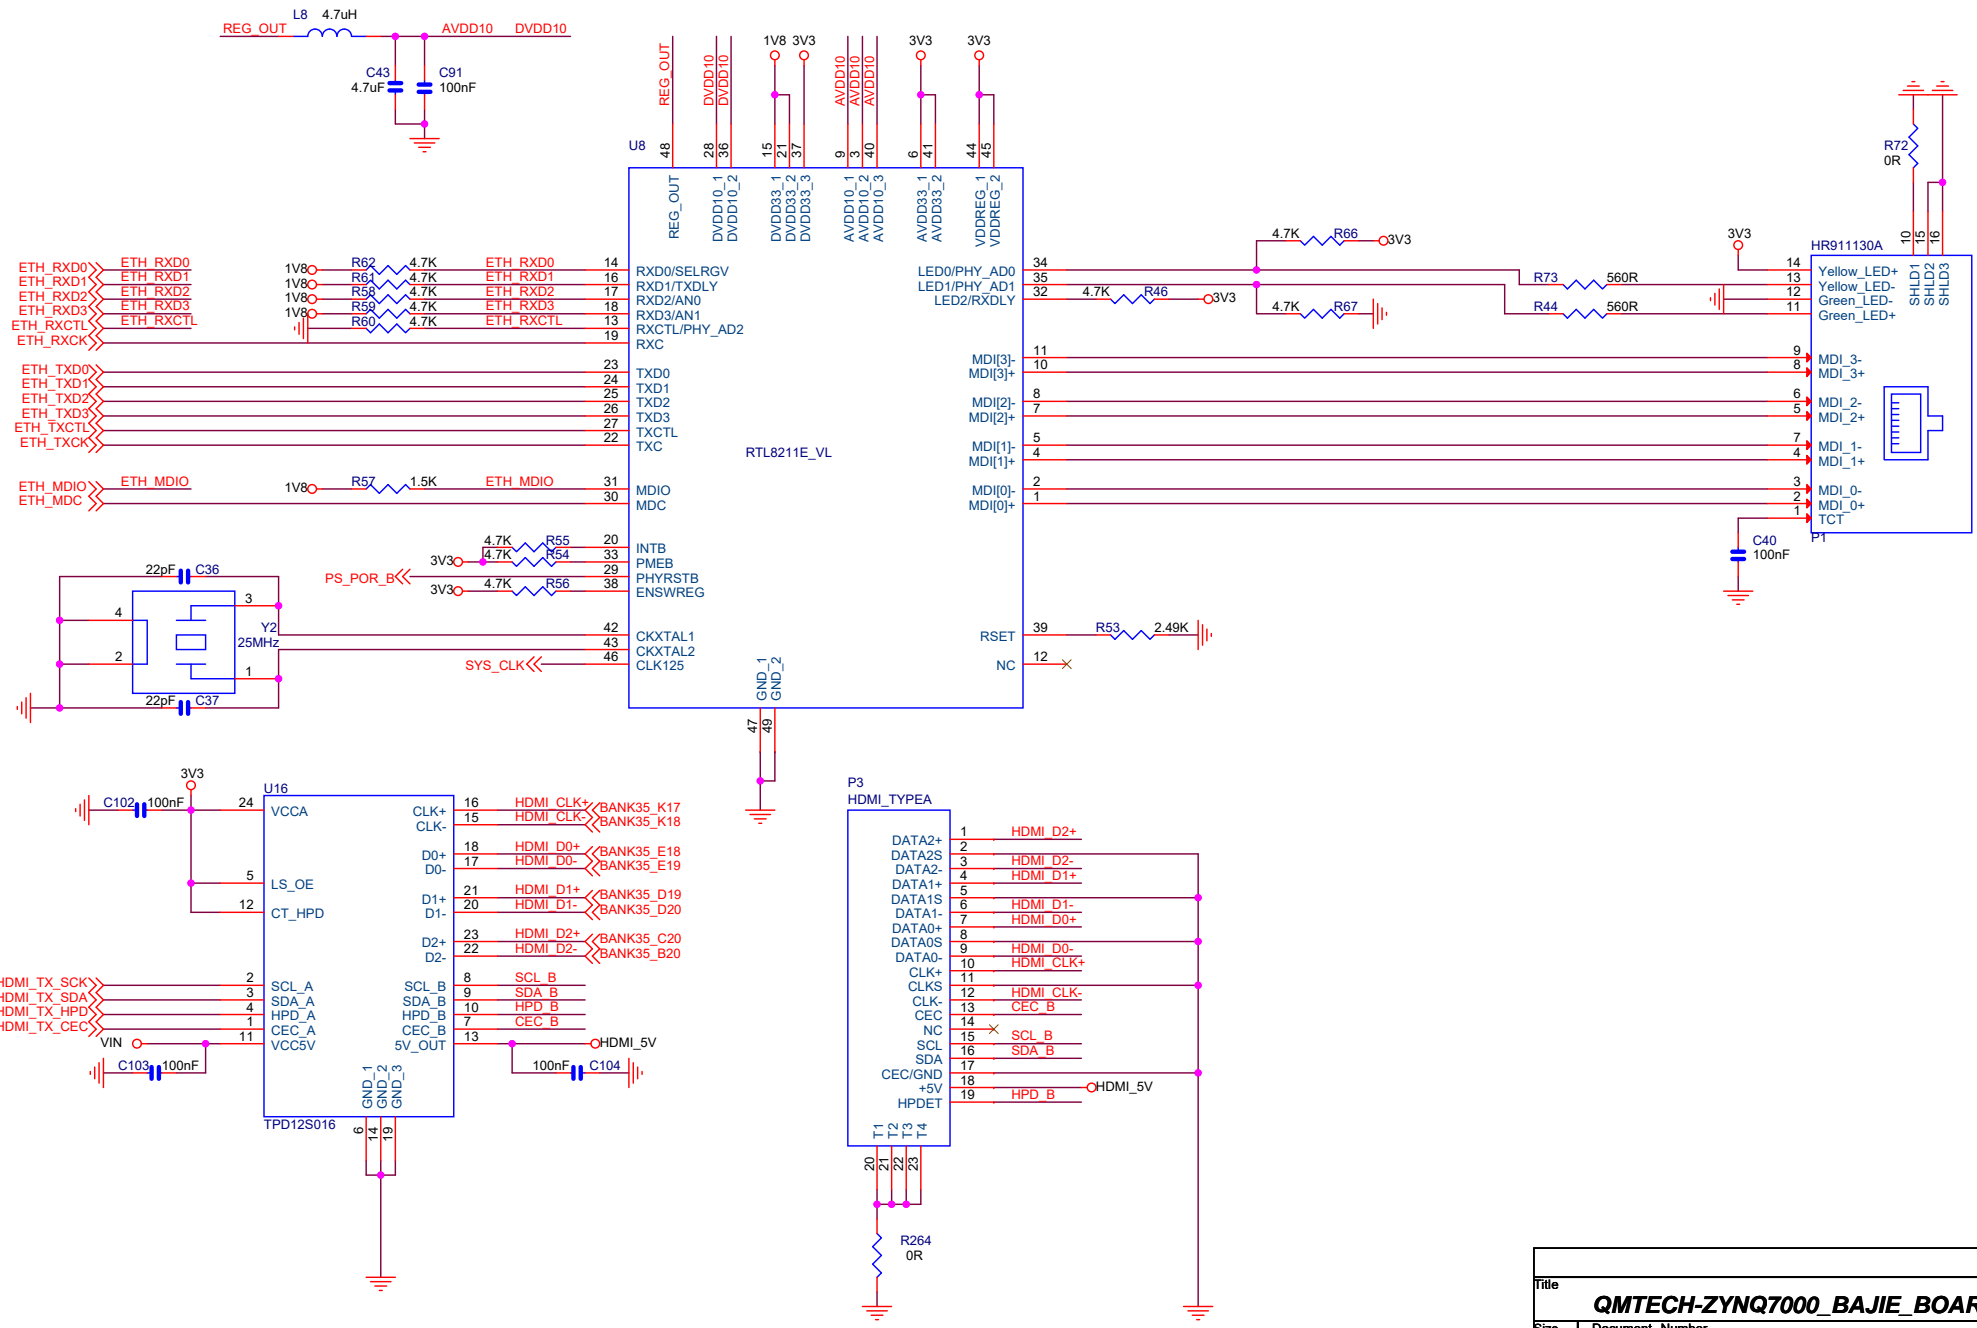 L8 4.7uH
REG_OUT AVDD10 DVDD10
C43
4.7uF
C91
100nF
REG_OUT
DVDD10
DVDD10
1V8 3V3
AVDD10
AVDD10
AVDD10
3V3
3V3
U8
48
28
36
15
21
37
9
3
40
6
41
44
45
REG_OUT
DVDD10_1
DVDD10_2
DVDD33_1
DVDD33_2
DVDD33_3
AVDD10_1
AVDD10_2
AVDD10_3
AVDD33_1
AVDD33_2
VDDREG_1
VDDREG_2
ETH_RXD0 ETH_RXD0 1V8 R62 4.7K ETH_RXD0 14 RXD0/SELRGV
ETH_RXD1 ETH_RXD1 1V8 R61 4.7K ETH_RXD1 16 RXD1/TXDLY
ETH_RXD2 ETH_RXD2 1V8 R58 4.7K ETH_RXD2 17 RXD2/AN0
ETH_RXD3 ETH_RXD3 1V8 R59 4.7K ETH_RXD3 18 RXD3/AN1
ETH_RXCTL ETH_RXCTL R60 4.7K ETH_RXCTL 13 RXCTL/PHY_AD2
ETH_RXCK 19 RXC
ETH_TXD0 23 TXD0
ETH_TXD1 24 TXD1
ETH_TXD2 25 TXD2
ETH_TXD3 26 TXD3
ETH_TXCTL 27 TXCTL
ETH_TXCK 22 TXC
RTL8211E_VL
ETH_MDIO ETH_MDIO 1V8 R57 1.5K ETH_MDIO 31 MDIO
ETH_MDC 30 MDC
4.7K R55 20 INTB
3V3 4.7K R54 33 PMEB
PS_POR_B 29 PHYRSTB
3V3 4.7K R56 38 ENSWREG
42 CKXTAL1
43 CKXTAL2
SYS_CLK 46 CLK125
22pF C36
4 3
Y2
25MHz
2 1
22pF C37
GND_1
GND_2
47
49
LED0/PHY_AD0 34
LED1/PHY_AD1 35
LED2/RXDLY 32
4.7K R66 3V3
4.7K R46 3V3
4.7K R67
R73 560R
R44 560R
MDI[3]- 11
MDI[3]+ 10
MDI[2]- 8
MDI[2]+ 7
MDI[1]- 5
MDI[1]+ 4
MDI[0]- 2
MDI[0]+ 1
RSET 39 R53 2.49K
NC 12
R72
0R
3V3
10
15
16
HR911130A
SHLD1
SHLD2
SHLD3
14 Yellow_LED+
13 Yellow_LED-
12 Green_LED-
11 Green_LED+
9 MDI_3-
8 MDI_3+
6 MDI_2-
5 MDI_2+
7 MDI_1-
4 MDI_1+
3 MDI_0-
2 MDI_0+
1 TCT
P1
C40
100nF
3V3
U16
C102 100nF 24 VCCA
5 LS_OE
12 CT_HPD
HDMI_TX_SCK 2 SCL_A
HDMI_TX_SDA 3 SDA_A
HDMI_TX_HPD 4 HPD_A
HDMI_TX_CEC 1 CEC_A
VIN 11 VCC5V
C103 100nF
CLK+ 16 HDMI_CLK+ BANK35_K17
CLK- 15 HDMI_CLK- BANK35_K18
D0+ 18 HDMI_D0+ BANK35_E18
D0- 17 HDMI_D0- BANK35_E19
D1+ 21 HDMI_D1+ BANK35_D19
D1- 20 HDMI_D1- BANK35_D20
D2+ 23 HDMI_D2+ BANK35_C20
D2- 22 HDMI_D2- BANK35_B20
SCL_B 8 SCL_B
SDA_B 9 SDA_B
HPD_B 10 HPD_B
CEC_B 7 CEC_B
5V_OUT 13 HDMI_5V
100nF C104
GND_1
GND_2
GND_3
TPD12S016
6
14
19
P3
HDMI_TYPEA
DATA2+ 1 HDMI_D2+
DATA2S 2
DATA2- 3 HDMI_D2-
DATA1+ 4 HDMI_D1+
DATA1S 5
DATA1- 6 HDMI_D1-
DATA0+ 7 HDMI_D0+
DATA0S 8
DATA0- 9 HDMI_D0-
CLK+ 10 HDMI_CLK+
CLKS 11
CLK- 12 HDMI_CLK-
CEC 13 CEC_B
NC 14
SCL 15 SCL_B
SDA 16 SDA_B
CEC/GND 17
+5V 18 HDMI_5V
HPDET 19 HPD_B
T1
T2
T3
T4
20
21
22
23
R264
0R
Title
QMTECH-ZYNQ7000_BAJIE_BOAR
Size Document Number